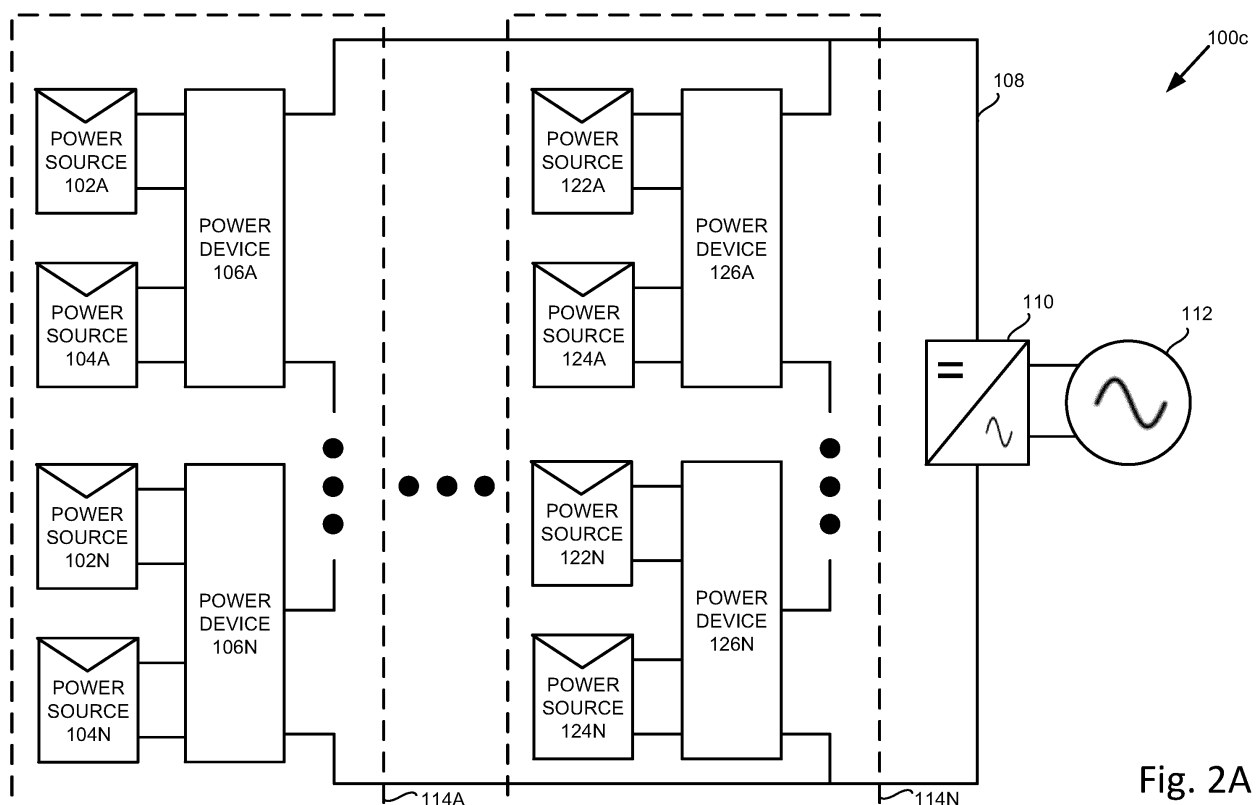 100c
108
POWER
SOURCE
102A
POWER
DEVICE
106A
POWER
SOURCE
104A
POWER
SOURCE
122A
POWER
DEVICE
126A
POWER
SOURCE
124A
110
112
POWER
SOURCE
102N
POWER
DEVICE
106N
POWER
SOURCE
104N
POWER
SOURCE
122N
POWER
DEVICE
126N
POWER
SOURCE
124N
114A
114N
Fig. 2A